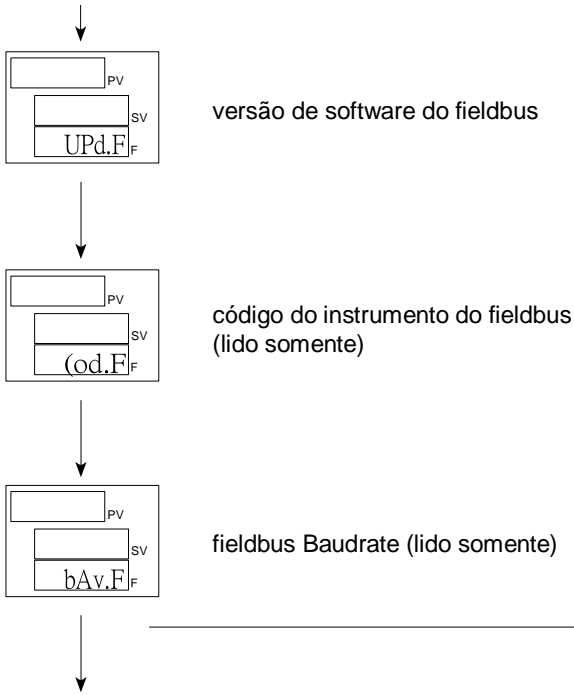 PV
SV
UPd.F F
versão de software do fieldbus
PV
SV
(od.F F
código do instrumento do fieldbus
(lido somente)
PV
SV
bAv.F F
fieldbus Baudrate (lido somente)